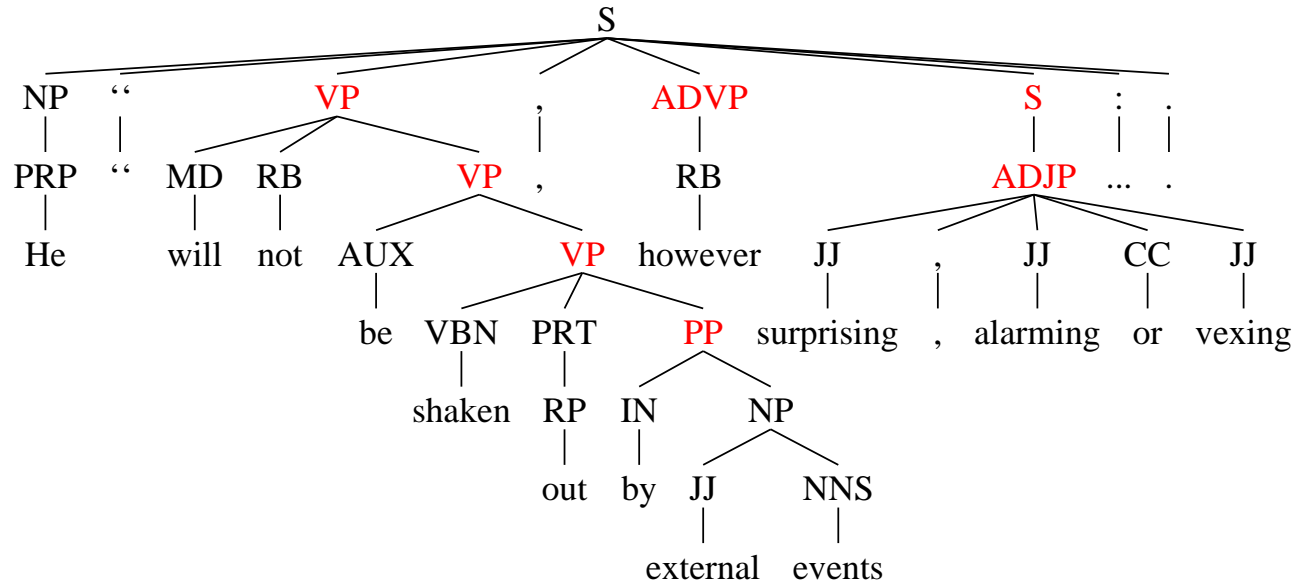 S
NP ‘‘ VP , ADVP S : .
PRP ‘‘ MD RB VP , RB ADJP ... .
He will not AUX VP however JJ , JJ CC JJ
be VBN PRT PP surprising , alarming or vexing
shaken RP IN NP
out by JJ NNS
external events